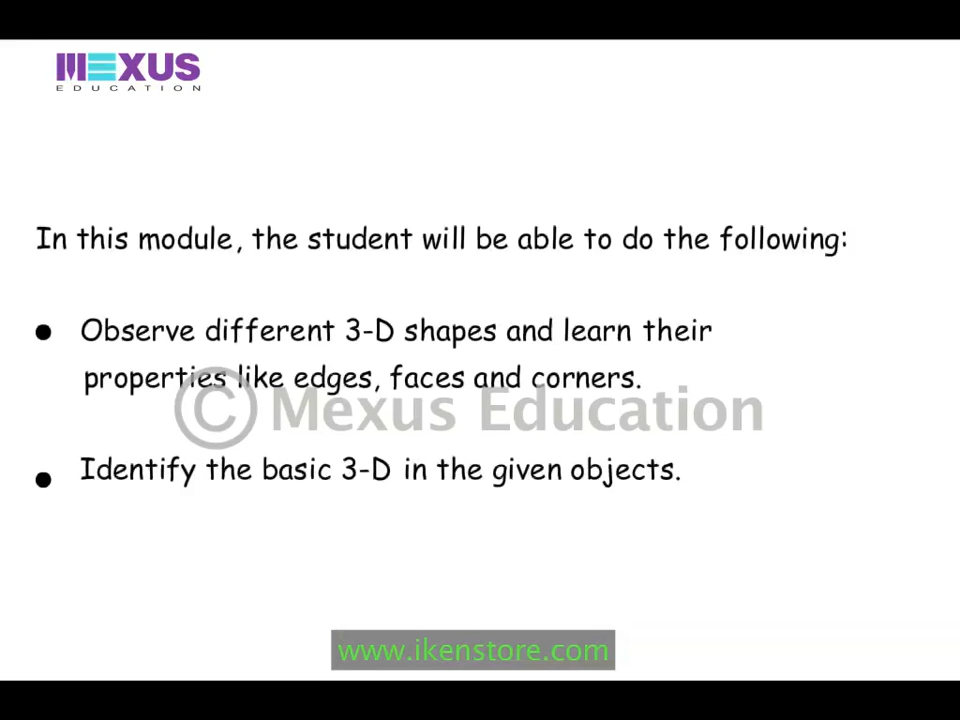 MEXUS
EDUCATION
In this module, the student will be able to do the following:
• Observe different 3-D shapes and learn their
properties like edges, faces and corners.
© Mexus Education
• Identify the basic 3-D in the given objects.
www.ikenstore.com